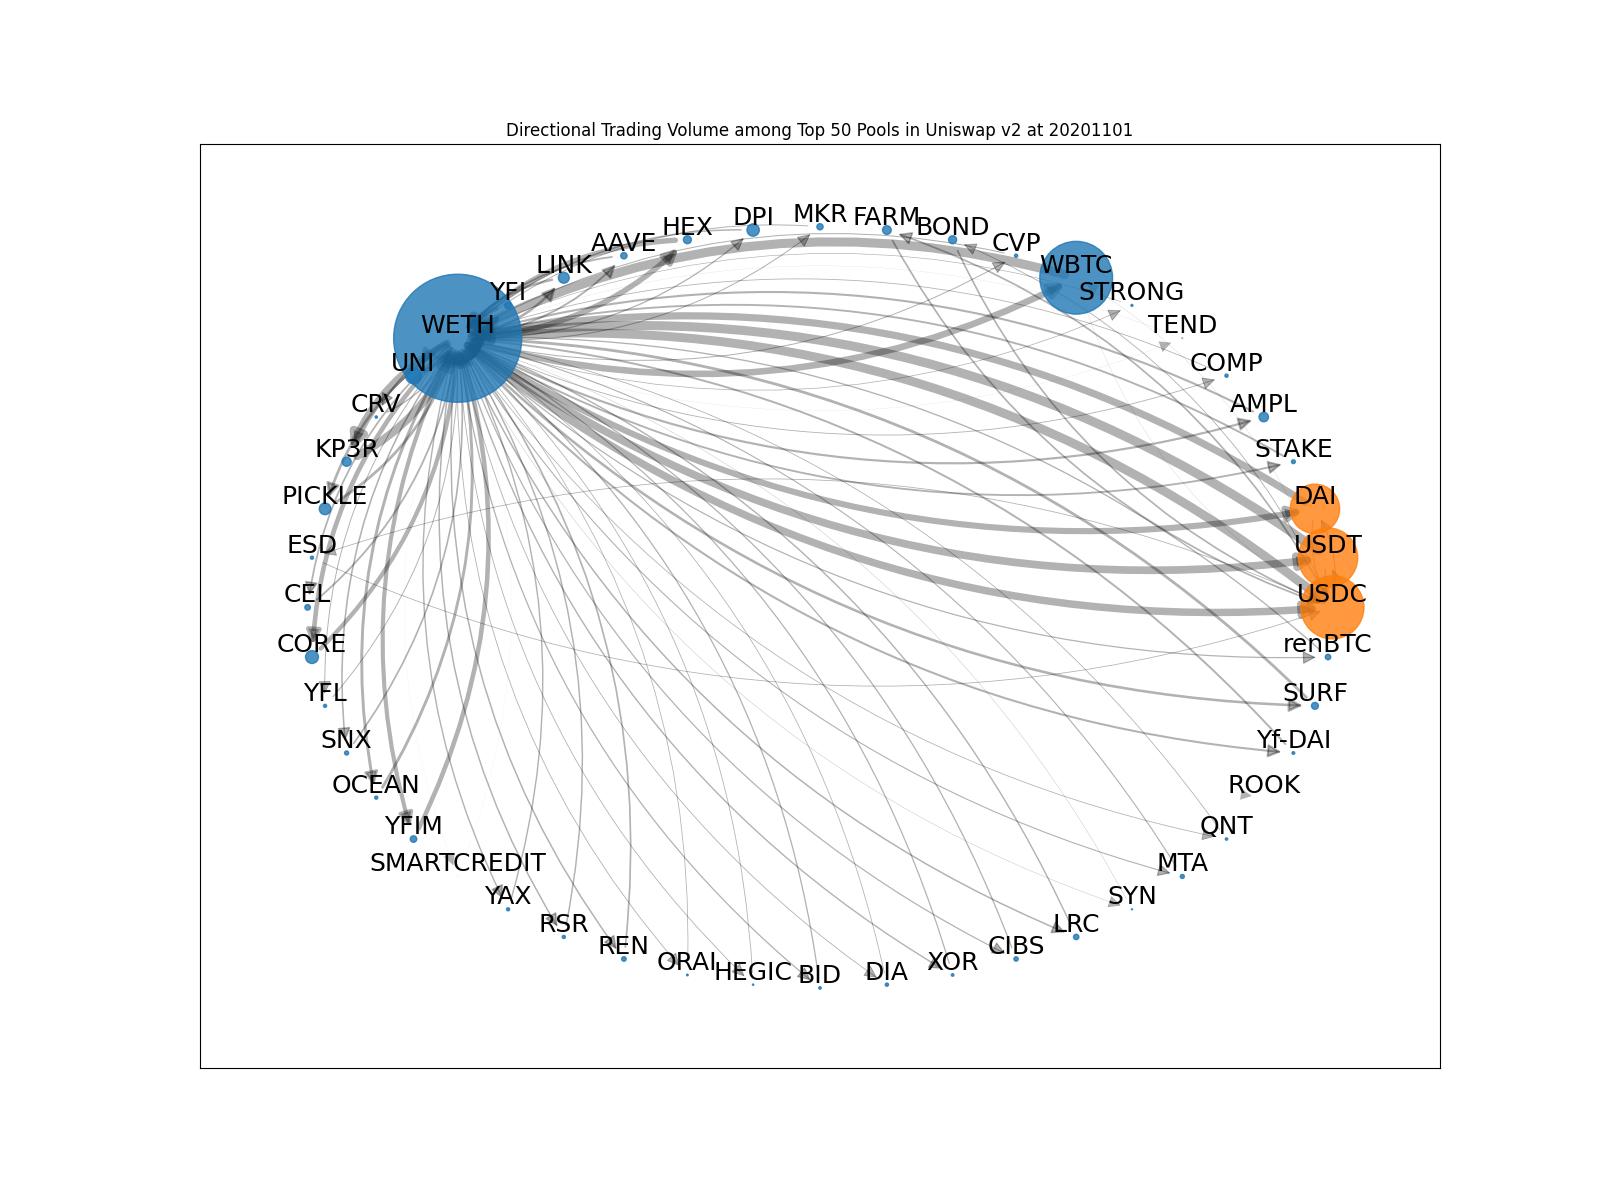 Directional Trading Volume among Top 50 Pools in Uniswap v2 at 20201101
MKR
DPI
FARM
HEX
BOND
AAVE
CVP
LINK
WBTC
YFI
STRONG
WETH
TEND
UNI
COMP
CRV
AMPL
KP3R
STAKE
PICKLE
DAI
ESD
USDT
CEL
USDC
CORE
renBTC
YFL
SURF
SNX
Yf-DAI
OCEAN
ROOK
YFIM
QNT
SMARTCREDIT
MTA
YAX
SYN
RSR
LRC
REN
CIBS
ORAI
XOR
HEGIC
DIA
BID